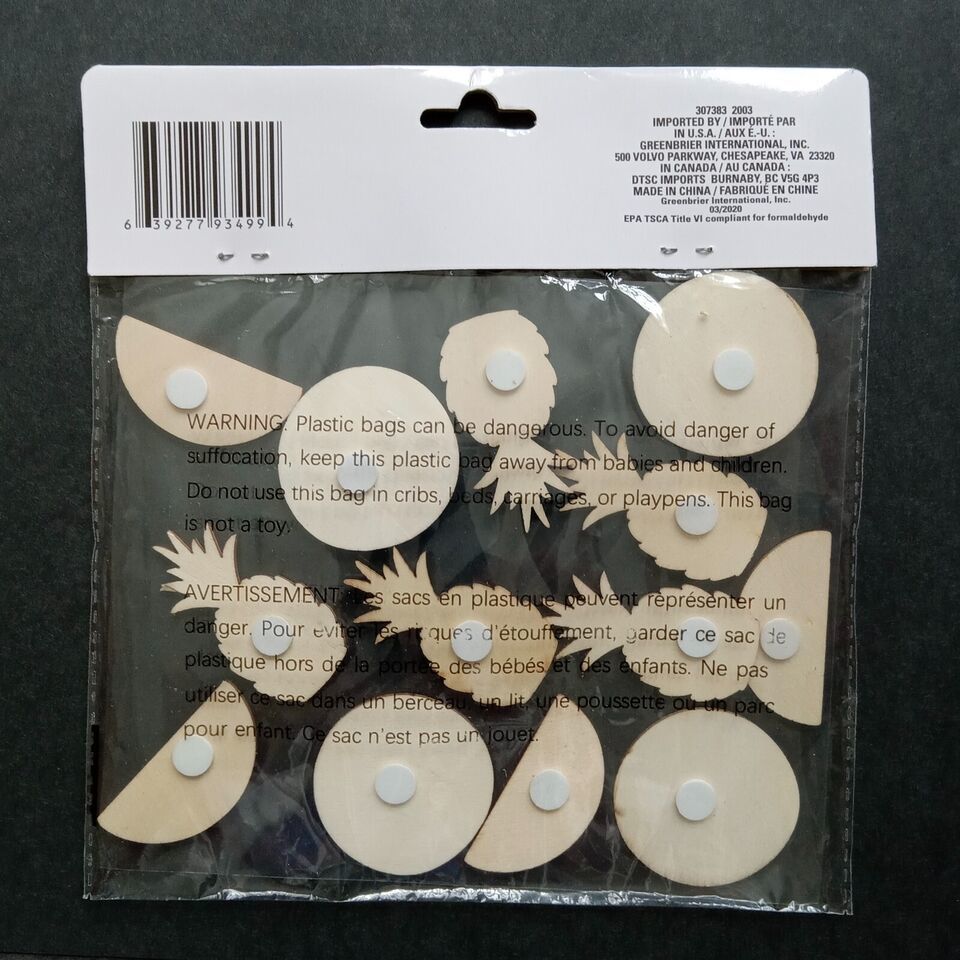 6 39277 93499 4
307383 2003
IMPORTED BY / IMPORTÉ PAR
IN U.S.A. / AUX É.-U. :
GREENBRIER INTERNATIONAL, INC.
500 VOLVO PARKWAY, CHESAPEAKE, VA 23320
IN CANADA / AU CANADA :
DTSC IMPORTS BURNABY, BC V5G 4P3
MADE IN CHINA / FABRIQUÉ EN CHINE
Greenbrier International, Inc.
03/2020
EPA TSCA Title VI compliant for formaldehyde
WARNING: Plastic bags can be dangerous. To avoid danger of
suffocation, keep this plastic bag away from babies and children.
Do not use this bag in cribs, beds, carriages, or playpens. This bag
is not a toy.
AVERTISSEMENT: Les sacs en plastique peuvent représenter un
danger. Pour éviter les risques d'étouffement, garder ce sac de
plastique hors de la portée des bébés et des enfants. Ne pas
utiliser ce sac dans un berceau, un lit, une poussette ou un parc
pour enfant. Ce sac n'est pas un jouet.